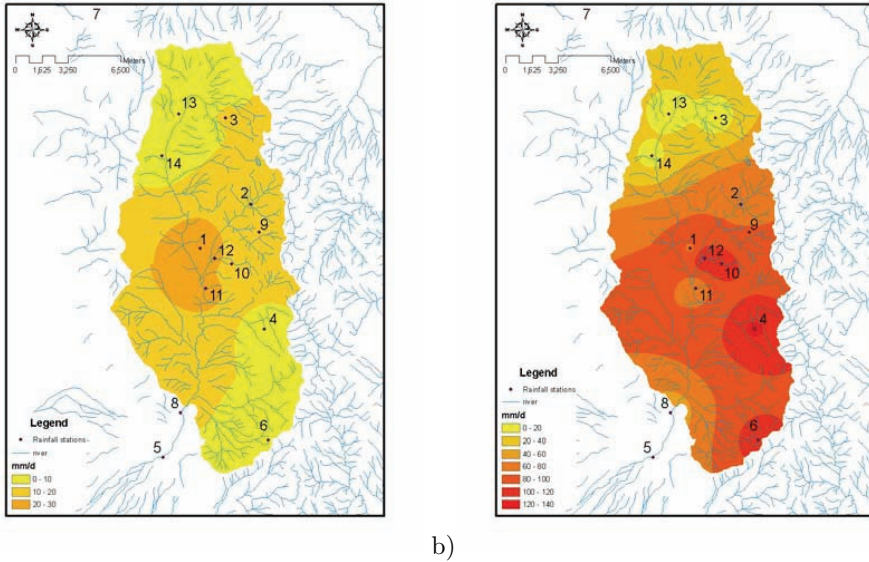 7
N
W E
S
Meters
0 1,625 3,250 6,500
13
3
14
2
9
1
12
10
11
4
8
6
5
Legend
Rainfall stations
river
mm/d
0 - 10
10 - 20
20 - 30
7
N
W E
S
Meters
0 1,625 3,250 6,500
13
3
14
2
9
1
12
10
11
4
8
6
5
Legend
Rainfall stations
river
mm/d
0 - 20
20 - 40
40 - 60
60 - 80
80 - 100
100 - 120
120 - 140
b)